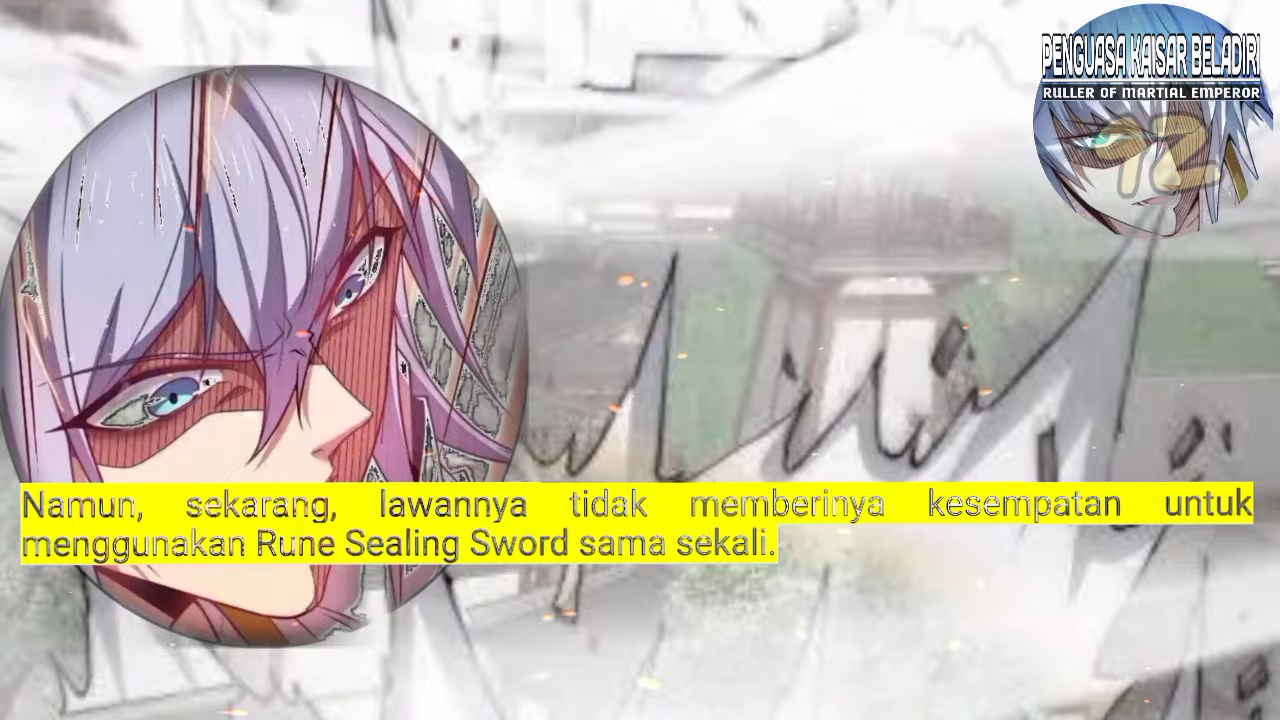 PENGUASA KAISAR BELADIRI
RULLER OF MARTIAL EMPEROR
12
Namun, sekarang, lawannya tidak memberinya kesempatan untuk
menggunakan Rune Sealing Sword sama sekali.